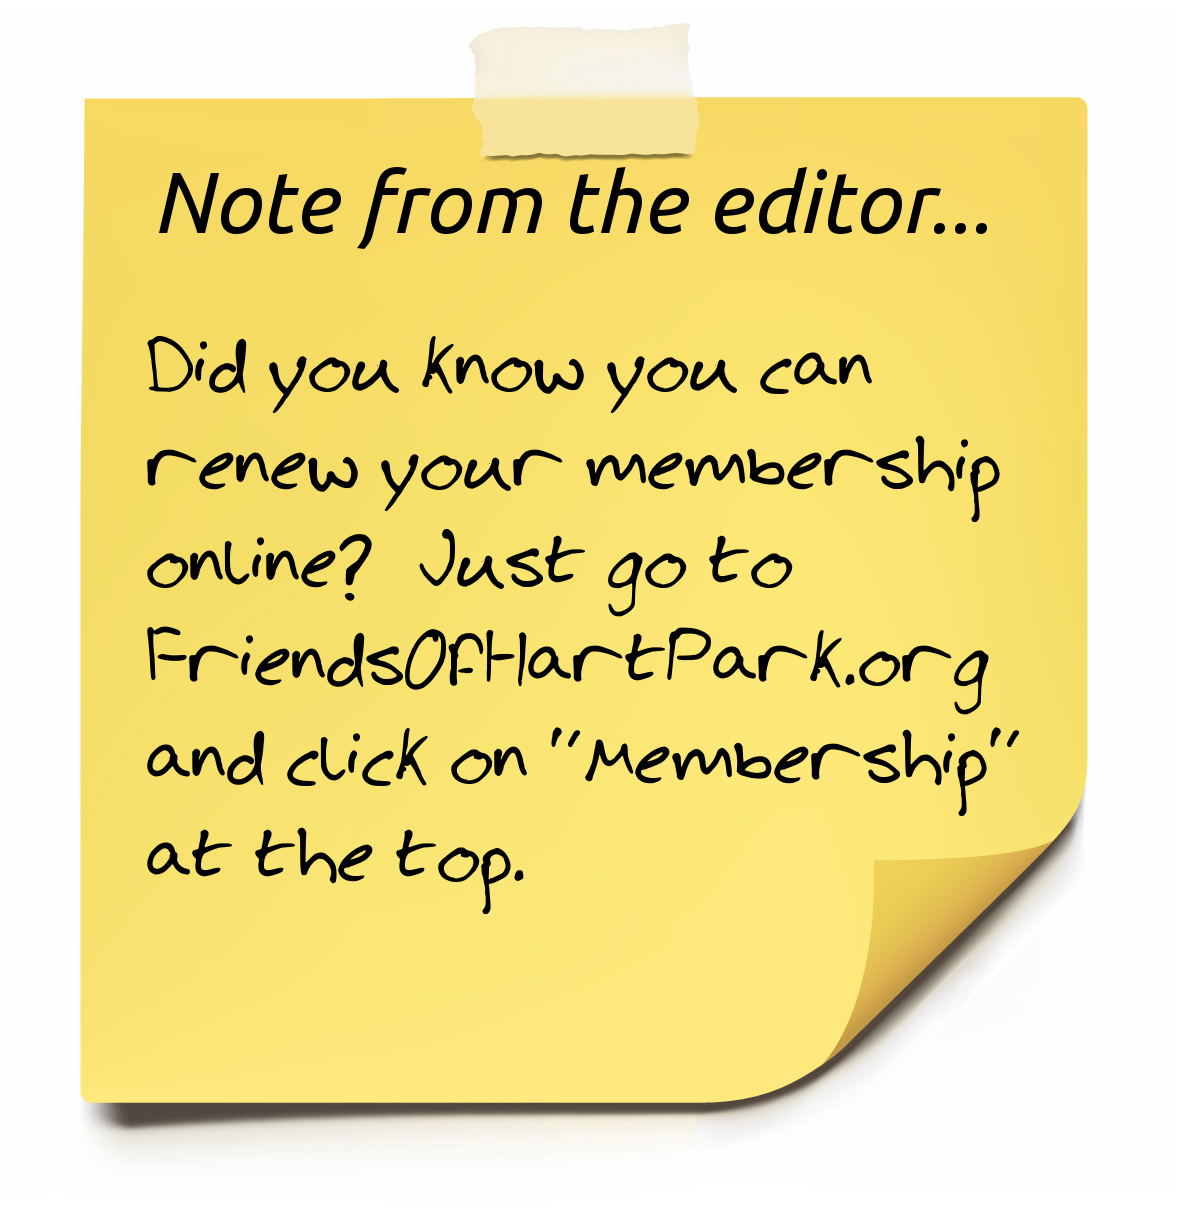 Note from the editor...
Did you know you can
renew your membership
online?  Just go to
FriendsOfHartPark.org
and click on "Membership"
at the top.